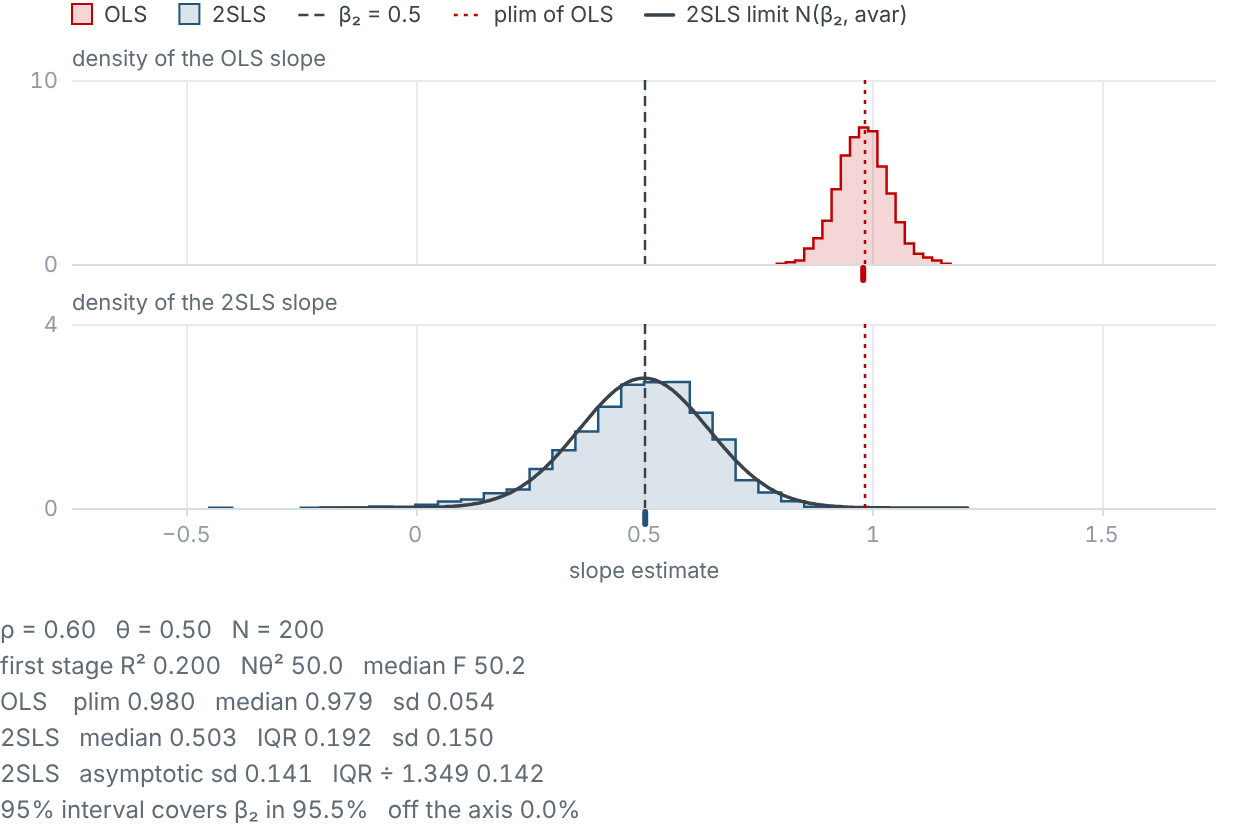 OLS 2SLS β₂ = 0.5 plim of OLS 2SLS limit N(β₂, avar)
density of the OLS slope
10
0
density of the 2SLS slope
4
0
−0.5 0 0.5 1 1.5
slope estimate
ρ = 0.60 θ = 0.50 N = 200
first stage R² 0.200 Nθ² 50.0 median F 50.2
OLS plim 0.980 median 0.979 sd 0.054
2SLS median 0.503 IQR 0.192 sd 0.150
2SLS asymptotic sd 0.141 IQR ÷ 1.349 0.142
95% interval covers β₂ in 95.5% off the axis 0.0%